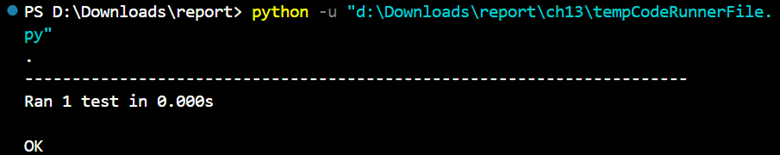 PS D:\Downloads\report> python -u "d:\Downloads\report\ch13\tempCodeRunnerFile.
py"
.
----------------------------------------------------------------------
Ran 1 test in 0.000s
OK